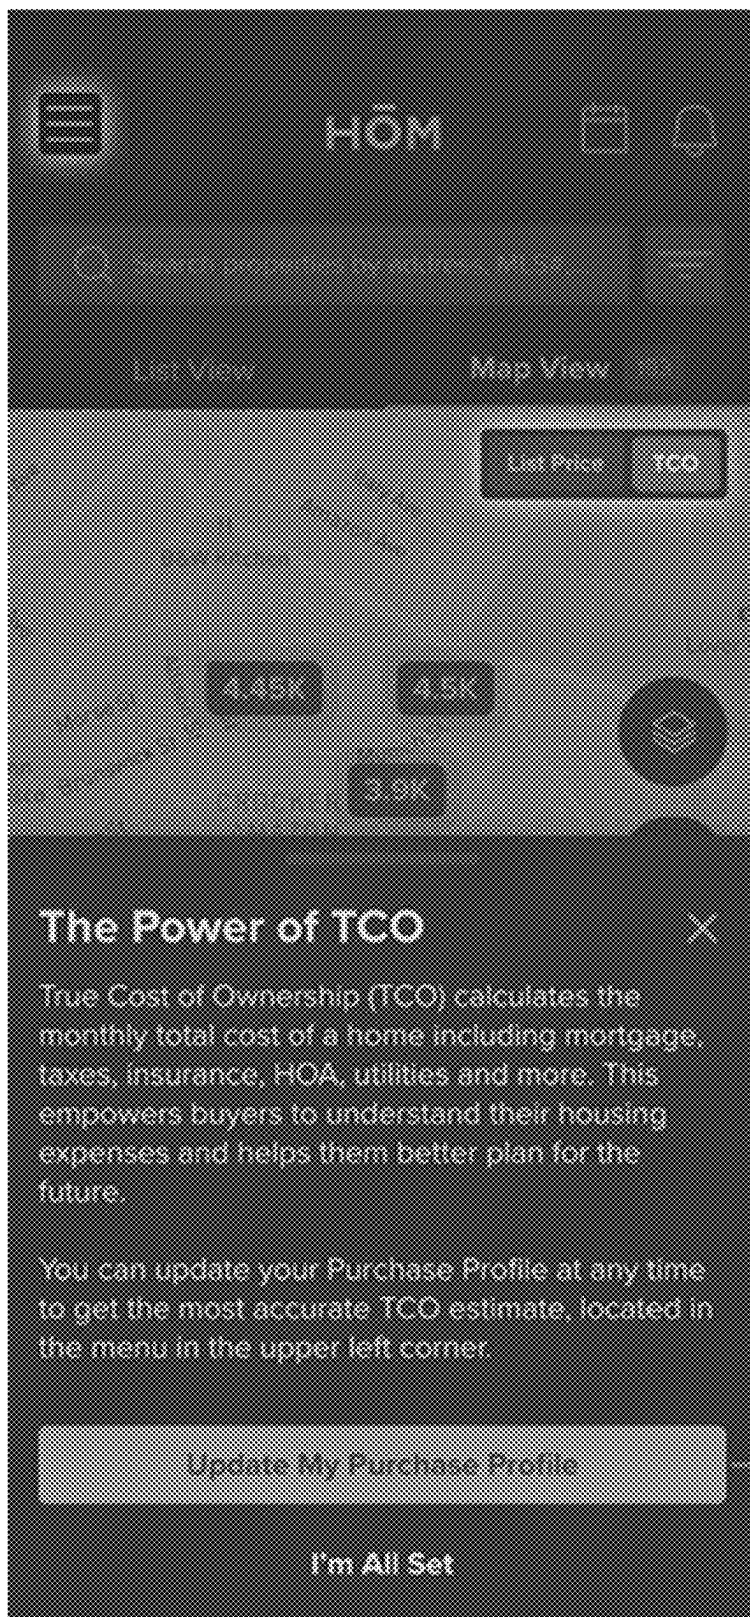 HŌM
List View
Map View
List Price TCO
4.45K 4.5K
3.9K
The Power of TCO
True Cost of Ownership (TCO) calculates the
monthly total cost of a home including mortgage,
taxes, insurance, HOA, utilities and more. This
empowers buyers to understand their housing
expenses and helps them better plan for the
future.
You can update your Purchase Profile at any time
to get the most accurate TCO estimate, located in
the menu in the upper left corner.
Update My Purchase Profile
I'm All Set